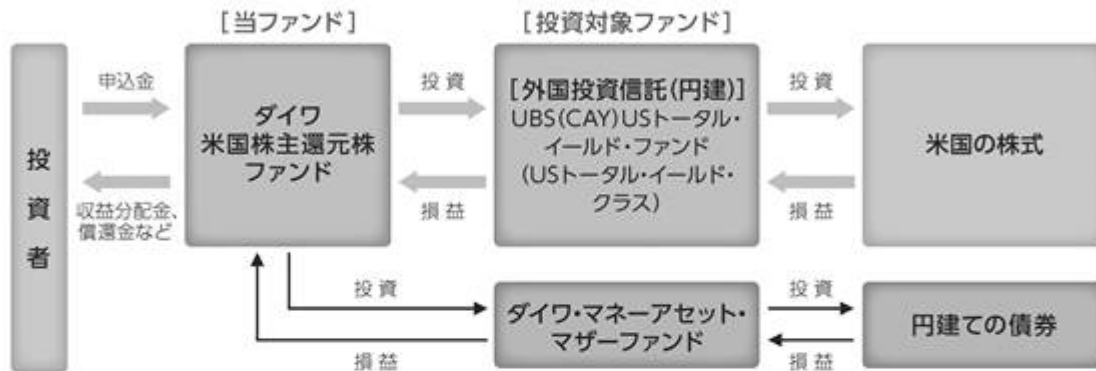 [当ファンド]
[投資対象ファンド]
投資者
申込金
収益分配金、
償還金など
ダイワ
米国株主還元株
ファンド
投資
損益
[外国投資信託(円建)]
UBS(CAY)USトータル・
イールド・ファンド
(USトータル・イールド・
クラス)
投資
損益
米国の株式
投資
損益
ダイワ・マネーアセット・
マザーファンド
投資
損益
円建ての債券